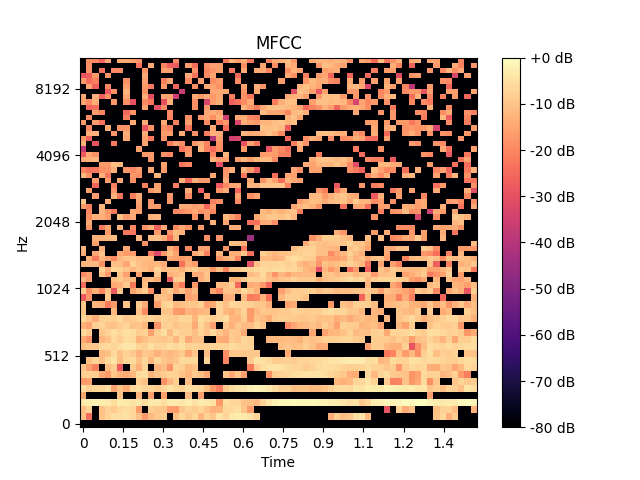 MFCC
8192
4096
2048
1024
512
0
Hz
0
0.15
0.3
0.45
0.6
0.75
0.9
1.1
1.2
1.4
Time
+0 dB
-10 dB
-20 dB
-30 dB
-40 dB
-50 dB
-60 dB
-70 dB
-80 dB